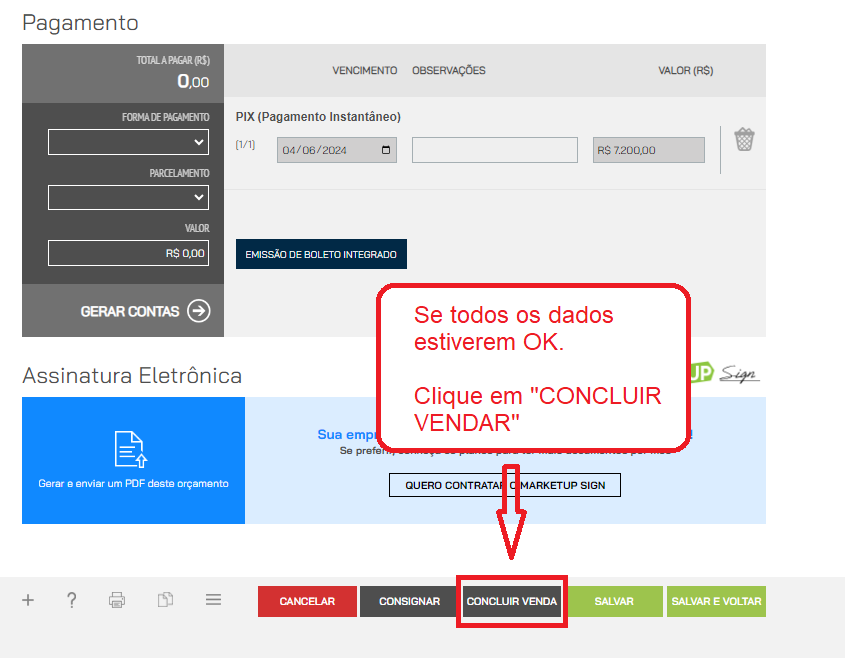 Pagamento
TOTAL A PAGAR (R$)
0,00
VENCIMENTO OBSERVAÇÕES VALOR (R$)
FORMA DE PAGAMENTO
PIX (Pagamento Instantâneo)
[1/1] 04/06/2024 R$ 7.200,00
PARCELAMENTO
VALOR
R$ 0,00
EMISSÃO DE BOLETO INTEGRADO
GERAR CONTAS
Se todos os dados
estiverem OK.
Clique em "CONCLUIR
VENDAR"
Assinatura Eletrônica
UP Sign
Sua emp
Se prefer
Gerar e enviar um PDF deste orçamento
QUERO CONTRATAR O MARKETUP SIGN
+ ?
CANCELAR CONSIGNAR CONCLUIR VENDA SALVAR SALVAR E VOLTAR